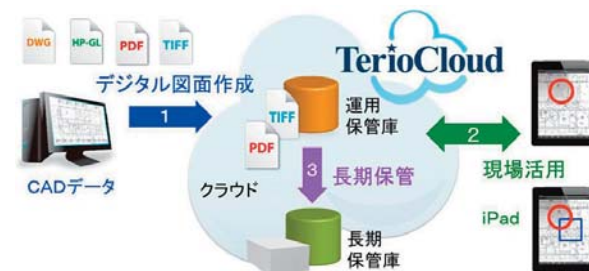 DWG
HP-GL
PDF
TIFF
TerioCloud
デジタル図面作成
1
CADデータ
TIFF
PDF
運用
保管庫
2
現場活用
3
長期保管
クラウド
iPad
長期
保管庫